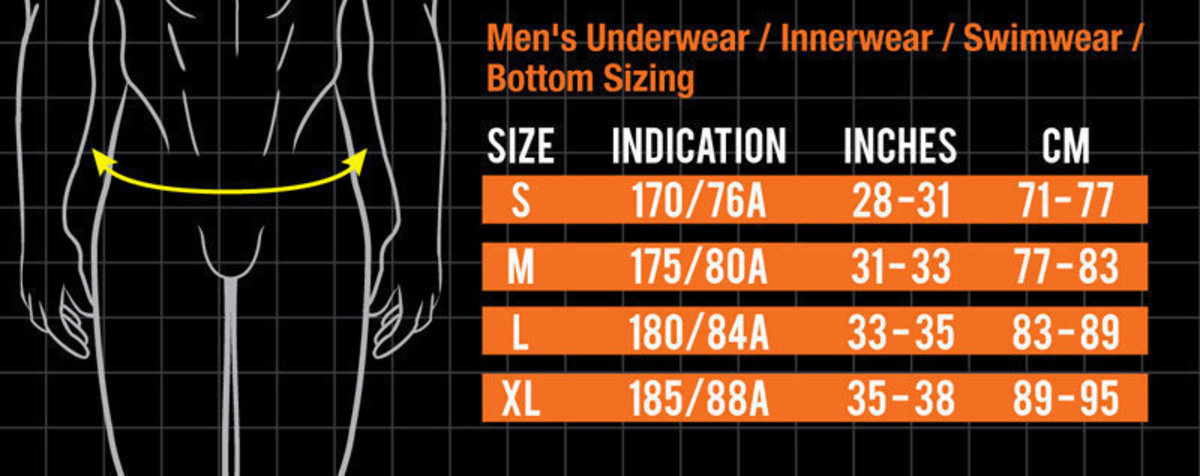 Men's Underwear / Innerwear / Swimwear /
Bottom Sizing
SIZE INDICATION INCHES CM
S 170/76A 28-31 71-77
M 175/80A 31-33 77-83
L 180/84A 33-35 83-89
XL 185/88A 35-38 89-95